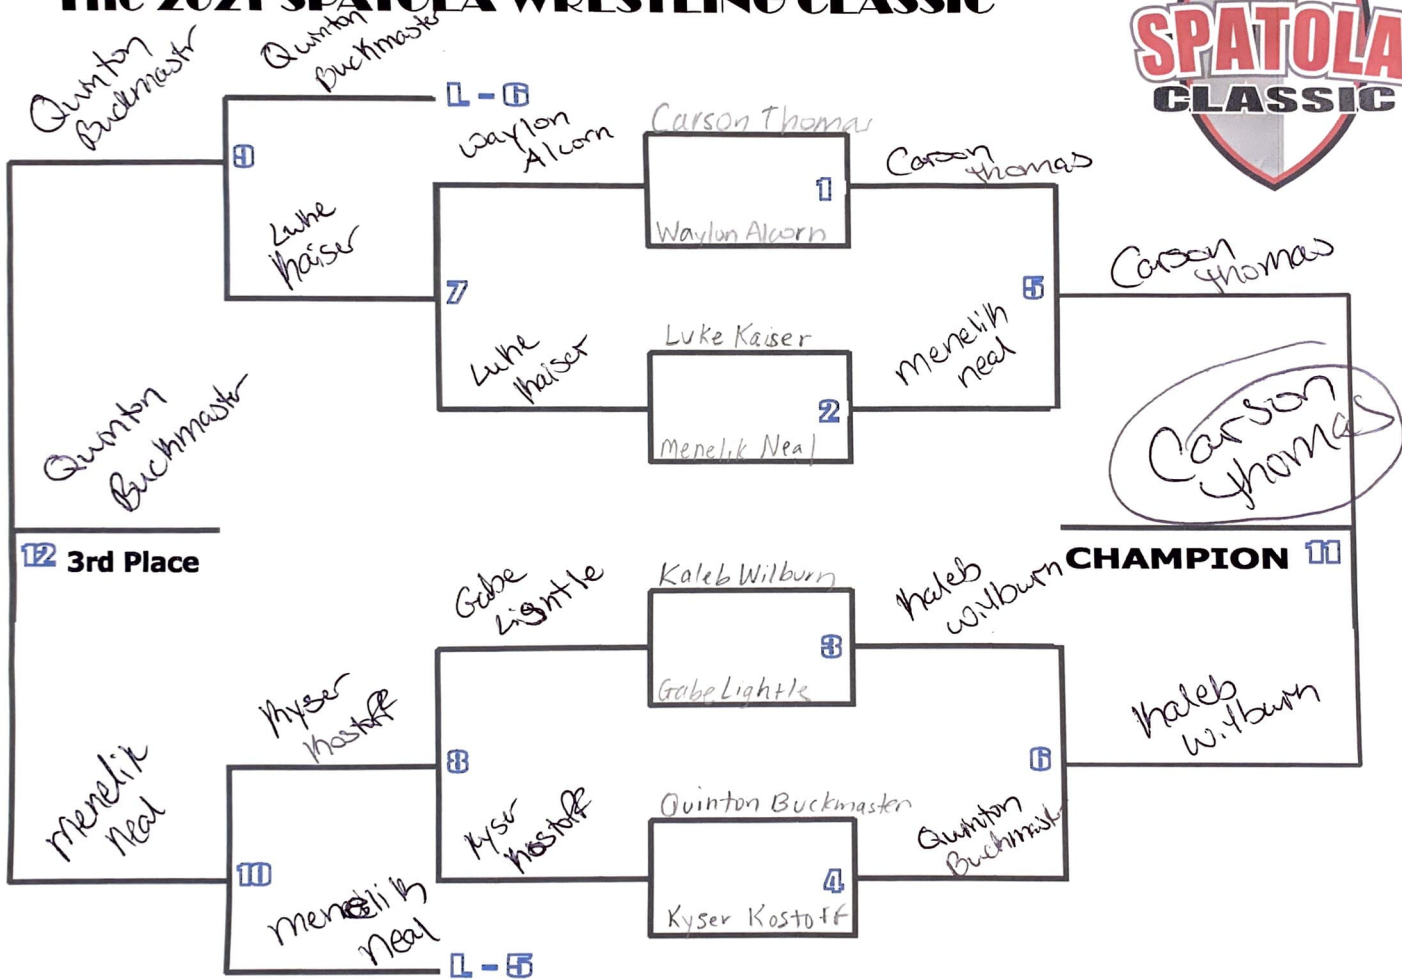 The 2021 SPATOLA WRESTLING CLASSIC
SPATOLA
CLASSIC
Quinton
Buckmaster
Quinton
Buckmaster
L - 6
9
Waylon
Alcorn
Carson Thomas
1
Waylon Alcorn
Carson
Thomas
Luke
Kaiser
7
5
Carson
Thomas
Luke
Kaiser
Luke Kaiser
2
Menelik Neal
Menelik
neal
Quinton
Buckmaster
Carson
Thomas
12 3rd Place
CHAMPION 11
Gabe
Lightle
Kaleb Wilburn
3
Gabe Lightle
Kaleb
Wilburn
Kyser
Kostoff
8
6
Kaleb
Wilburn
Menelik
Neal
Kysr
Kostoff
Quinton Buckmaster
4
Kyser Kostoff
Quinton
Buckmaster
10
Menelik
Neal
L - 5